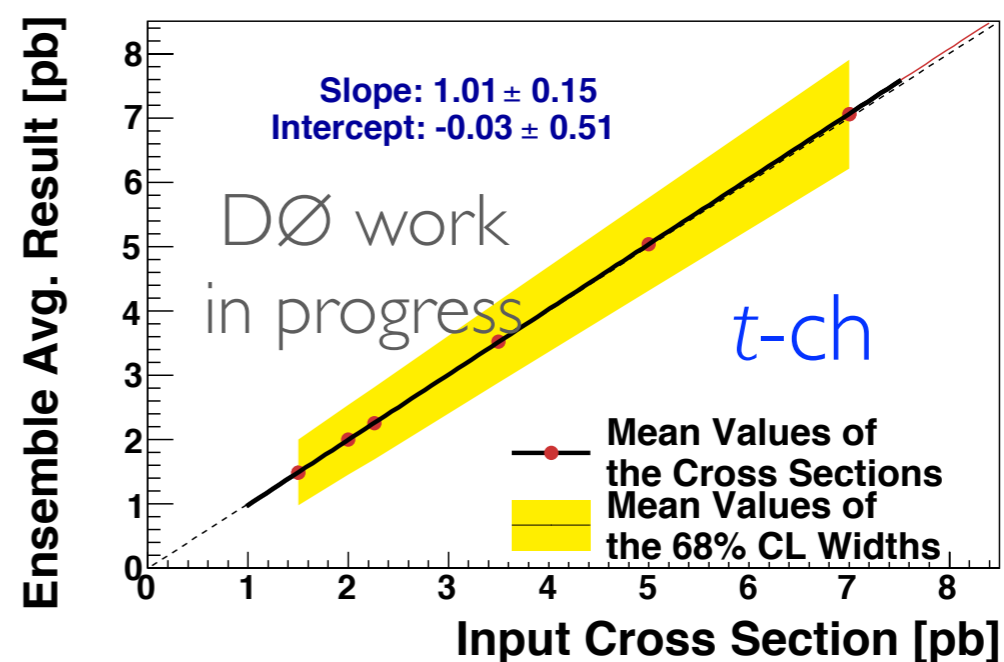 Ensemble Avg. Result [pb]
8
7
6
5
4
3
2
1
0
Slope: 1.01 ± 0.15
Intercept: -0.03 ± 0.51
DØ work
in progress
t-ch
Mean Values of
the Cross Sections
Mean Values of
the 68% CL Widths
0 1 2 3 4 5 6 7 8
Input Cross Section [pb]